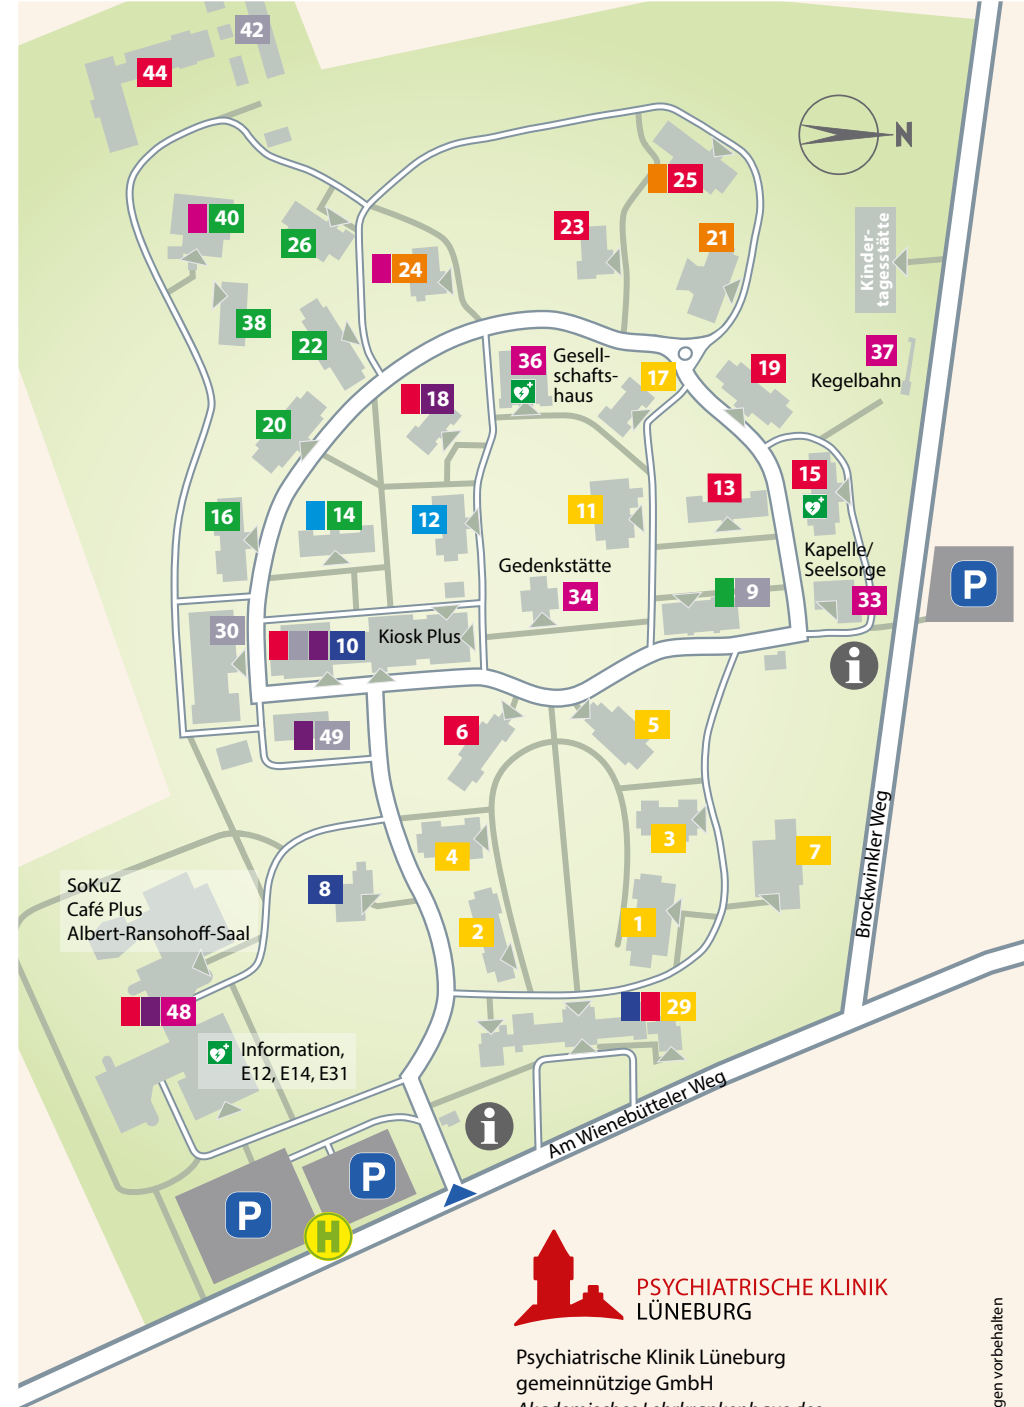 42
44
N
25
40
23
26
21
24
Kinder-
tagesstätte
38
22
36
Gesell-
schafts-
haus
37
17
19
Kegelbahn
18
20
15
13
16
14
12
11
Kapelle/
Seelsorge
Gedenkstätte
34
9
33
P
30
10
Kiosk Plus
i
6
5
49
3
7
4
Brockwinkler Weg
SoKuZ
Café Plus
Albert-Ransohoff-Saal
8
2
1
48
29
Information,
E12, E14, E31
i
Am Wienebütteler Weg
P
P
H
PSYCHIATRISCHE KLINIK
LÜNEBURG
Psychiatrische Klinik Lüneburg
gemeinnützige GmbH
gen vorbehalten